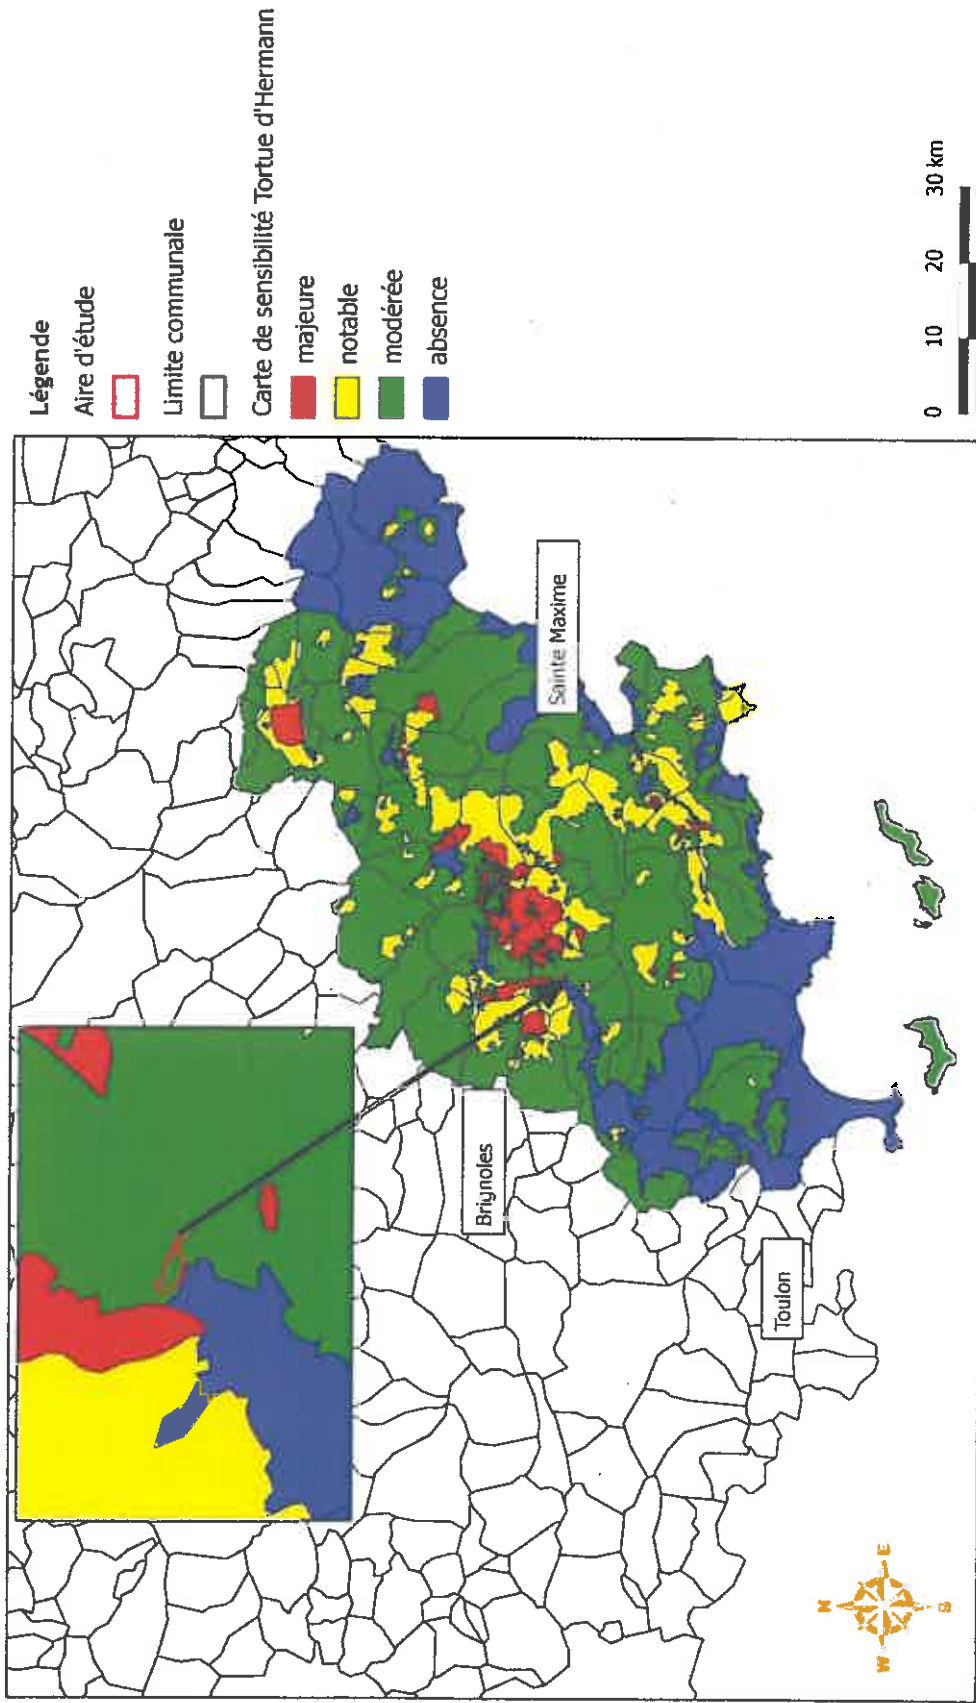 Légende
Aire d'étude
Limite communale
Carte de sensibilité Tortue d'Hermann
majeure
notable
modérée
absence
0 10 20 30 km
Sainte Maxime
Brignoles
Toulon
N
W E
S